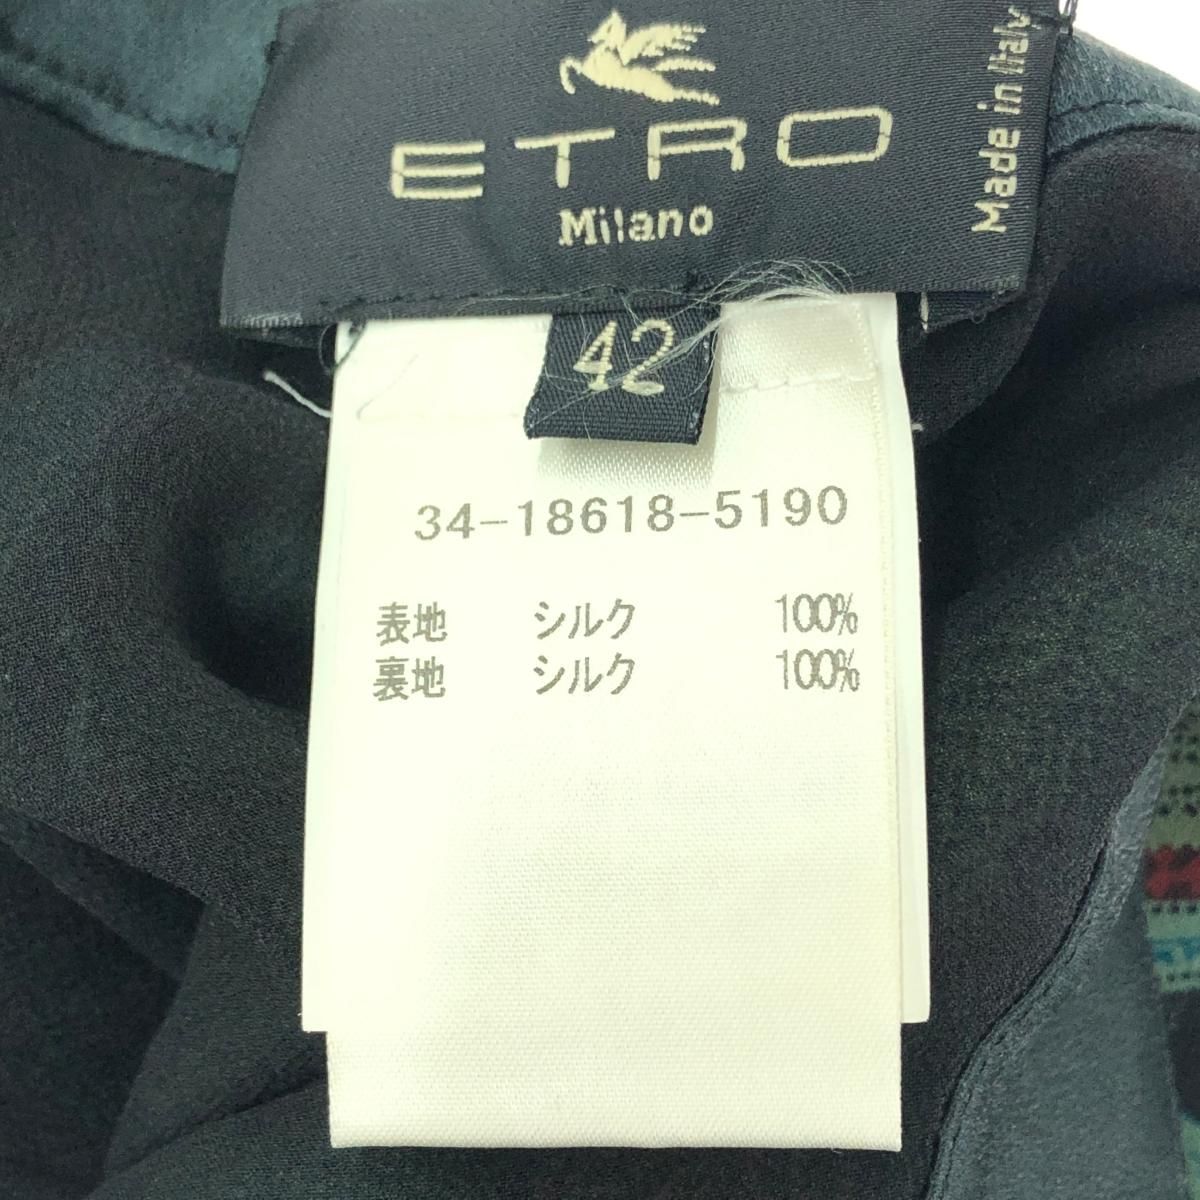 ETRO
Milano
Made in Italy
42
34-18618-5190
表地 シルク 100%
裏地 シルク 100%